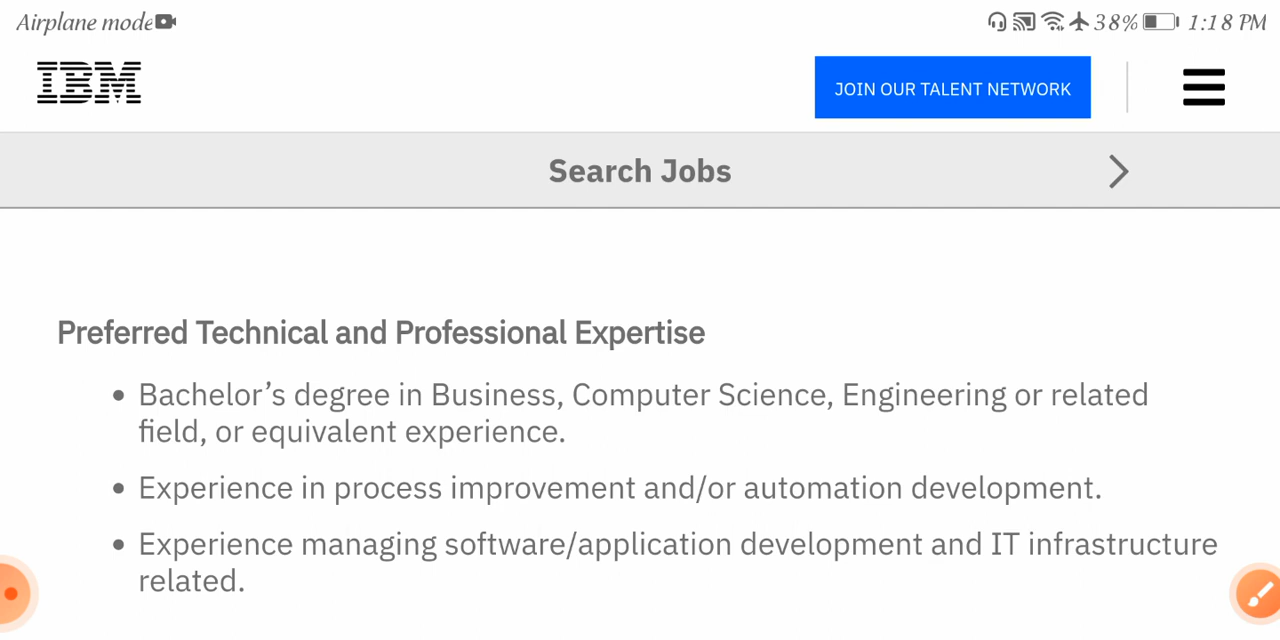 Airplane mode 38% 1:18 PM
IBM JOIN OUR TALENT NETWORK
Search Jobs
Preferred Technical and Professional Expertise
• Bachelor’s degree in Business, Computer Science, Engineering or related
field, or equivalent experience.
• Experience in process improvement and/or automation development.
• Experience managing software/application development and IT infrastructure
related.